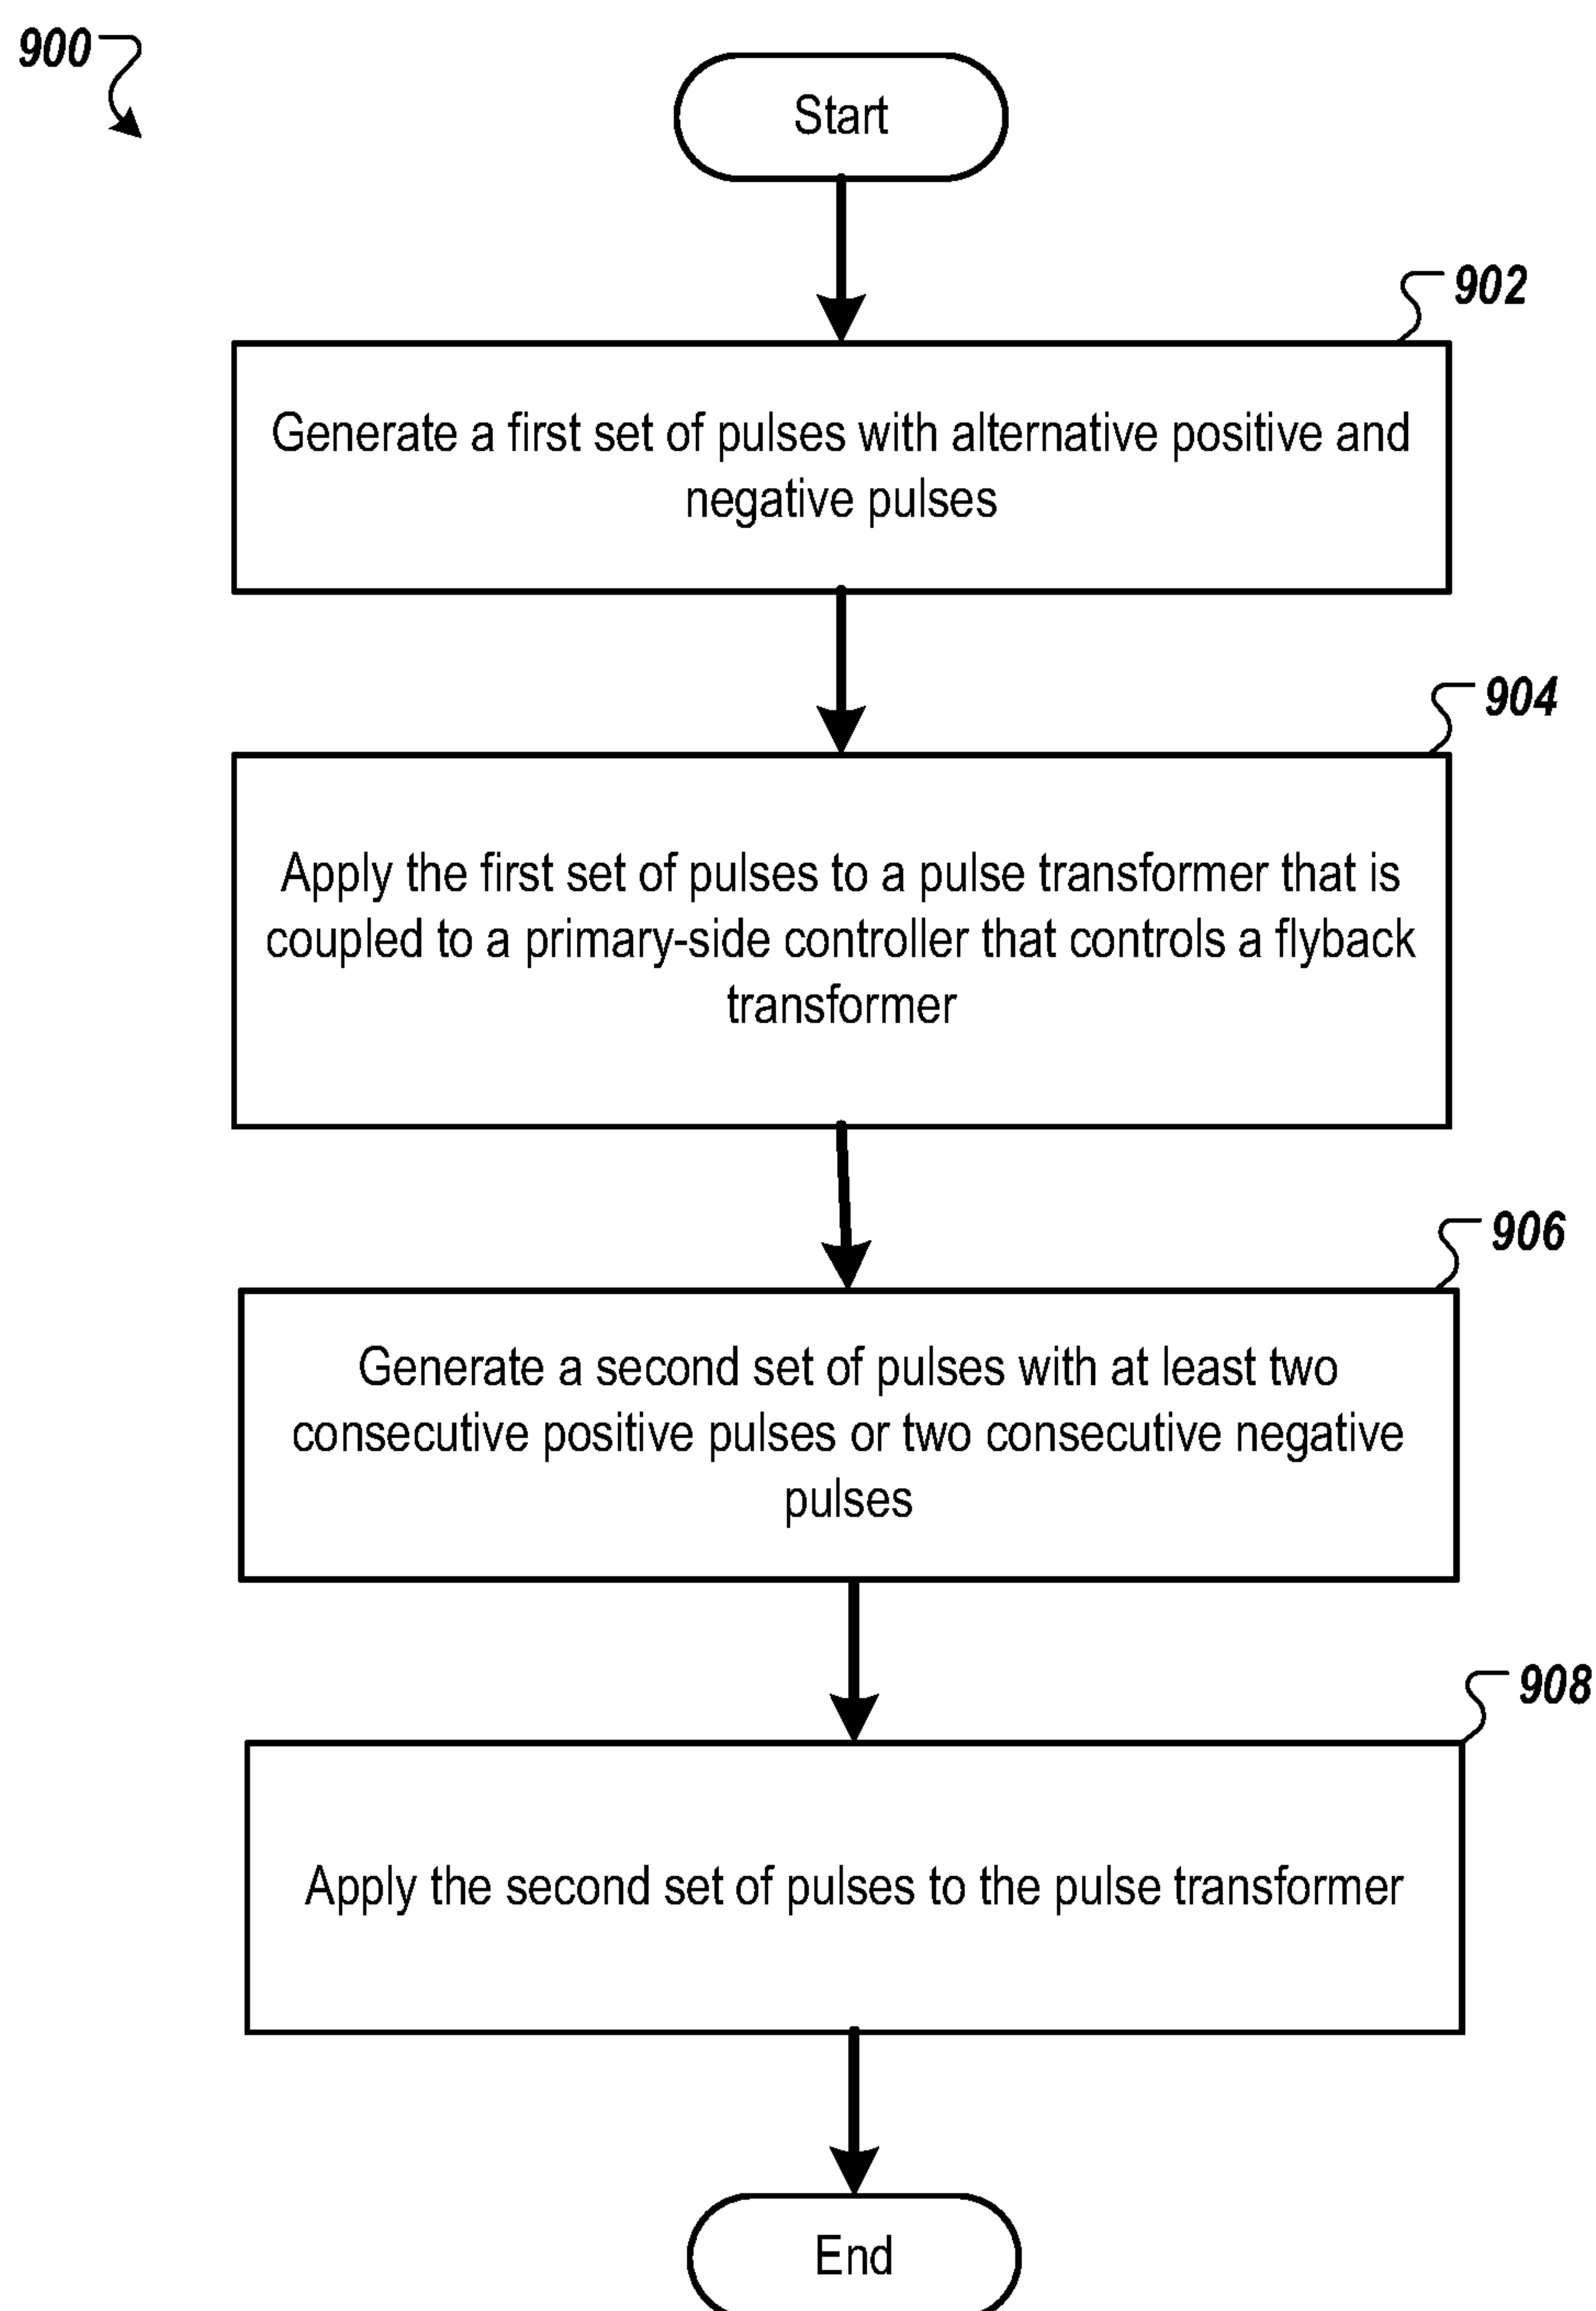 900
Start
902
Generate a first set of pulses with alternative positive and
negative pulses
904
Apply the first set of pulses to a pulse transformer that is
coupled to a primary-side controller that controls a flyback
transformer
906
Generate a second set of pulses with at least two
consecutive positive pulses or two consecutive negative
pulses
908
Apply the second set of pulses to the pulse transformer
End